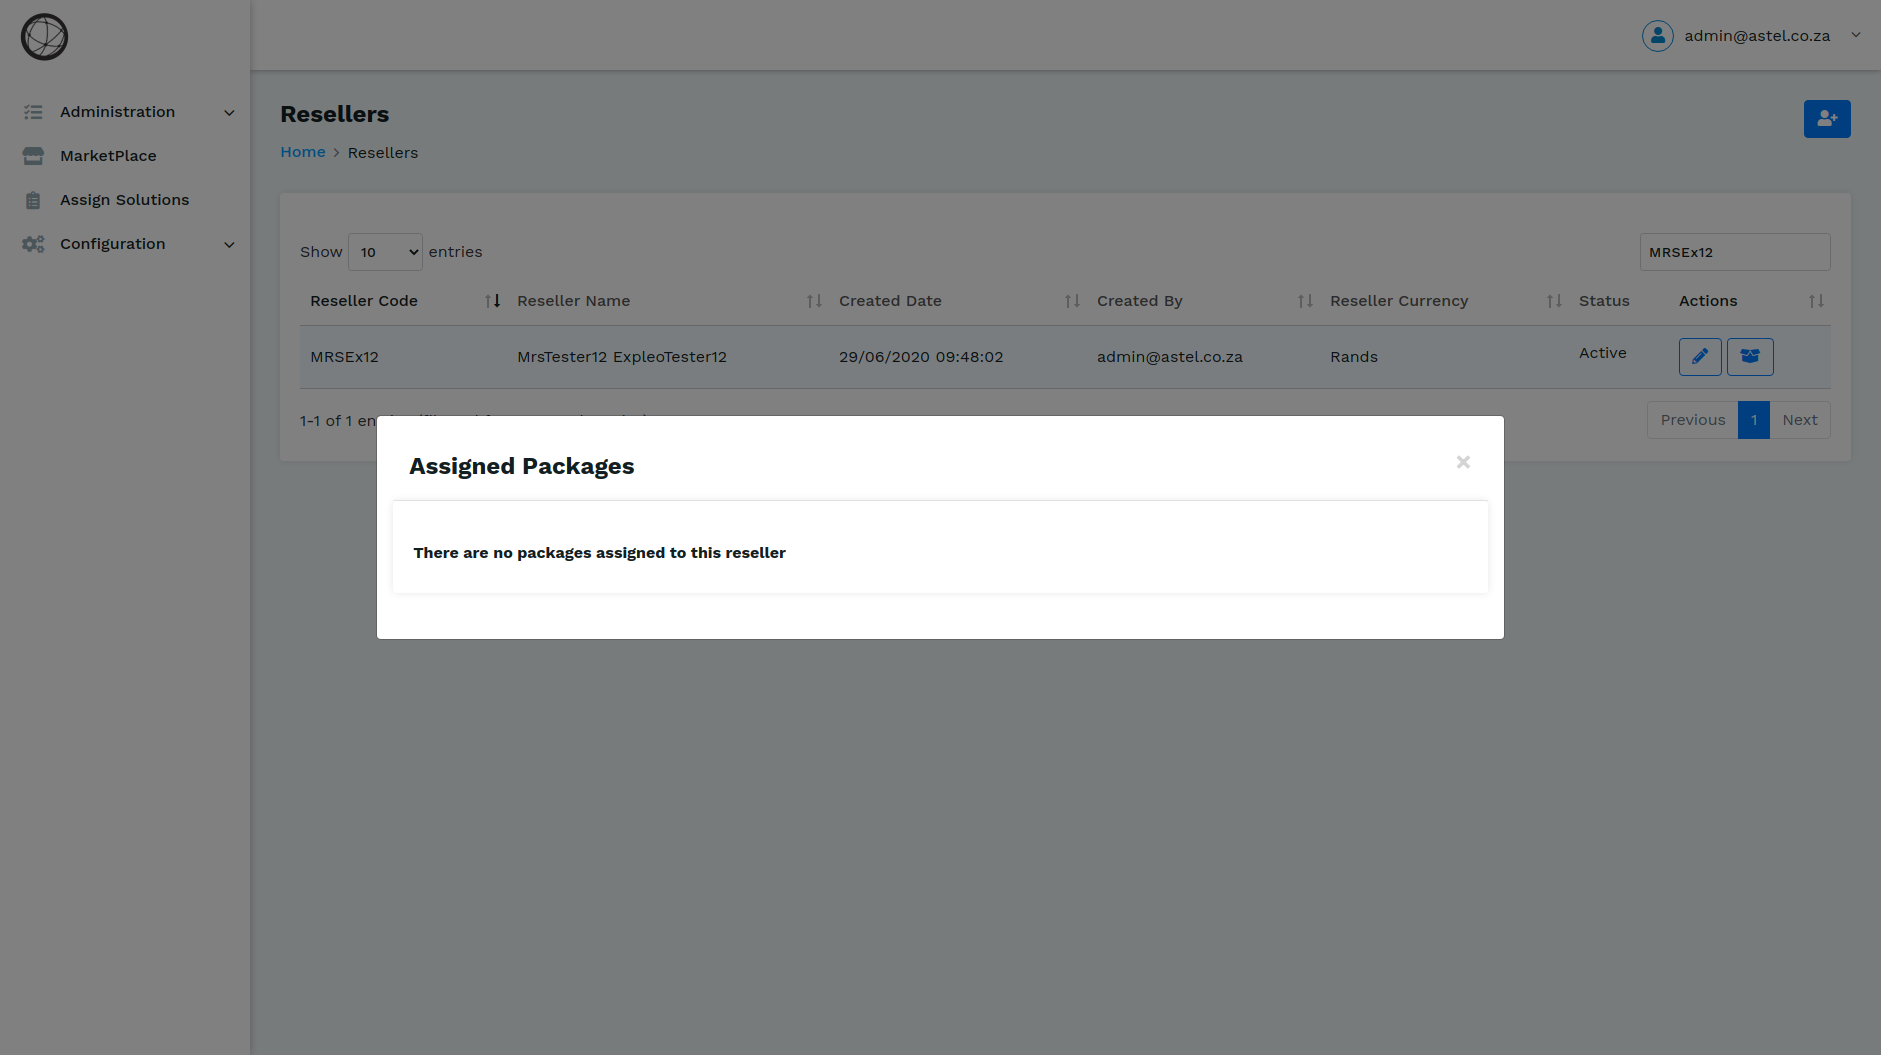 admin@astel.co.za
Administration
MarketPlace
Assign Solutions
Configuration
Resellers
Home > Resellers
Show 10 entries
MRSEx12
Reseller Code Reseller Name Created Date Created By Reseller Currency Status Actions
MRSEx12 MrsTester12 ExpleoTester12 29/06/2020 09:48:02 admin@astel.co.za Rands Active
1-1 of 1 en
Previous 1 Next
Assigned Packages ×
There are no packages assigned to this reseller